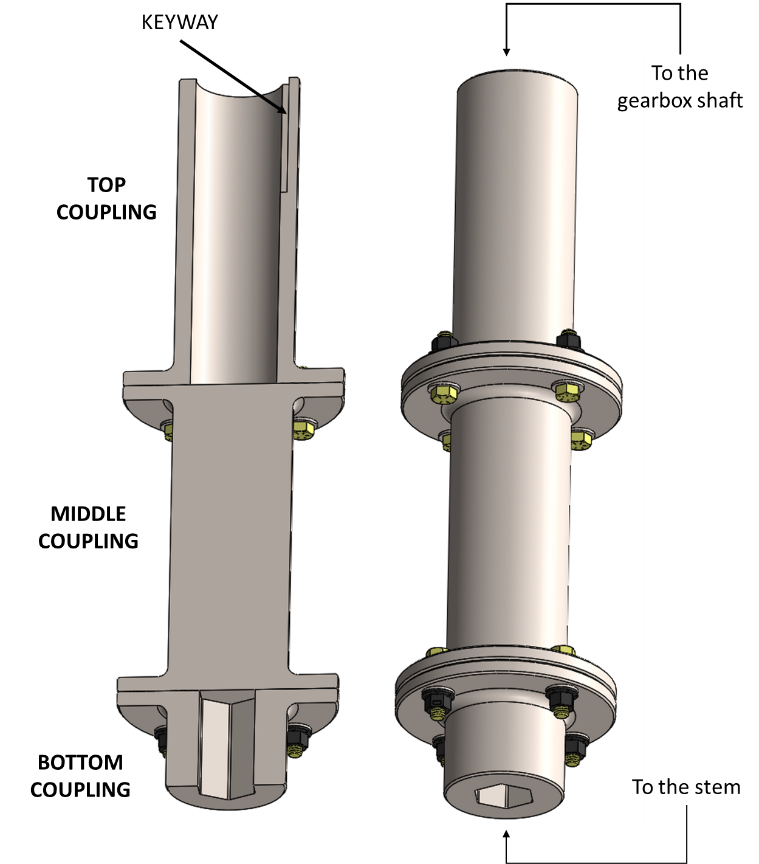 KEYWAY
To the
gearbox shaft
TOP
COUPLING
MIDDLE
COUPLING
BOTTOM
COUPLING
To the stem